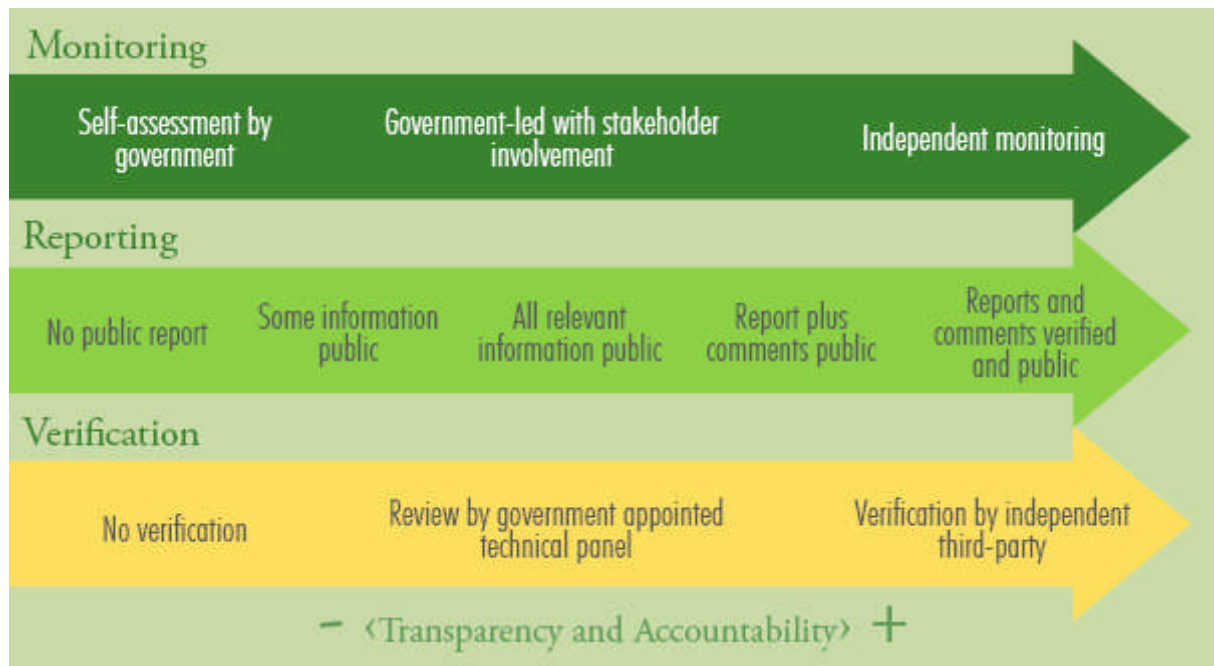 Monitoring
Self-assessment by
government
Government-led with stakeholder
involvement
Independent monitoring
Reporting
No public report
Some information
public
All relevant
information public
Report plus
comments public
Reports and
comments verified
and public
Verification
No verification
Review by government appointed
technical panel
Verification by independent
third-party
- ‹Transparency and Accountability› +